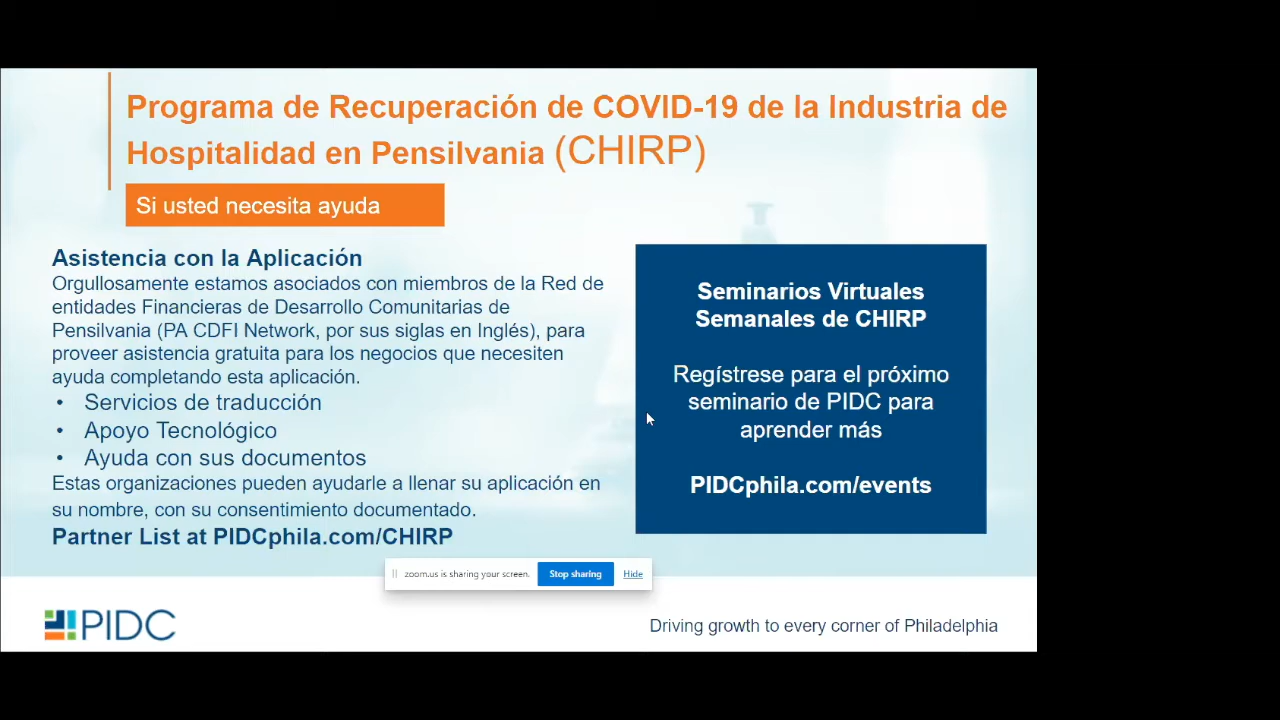 Programa de Recuperación de COVID-19 de la Industria de
Hospitalidad en Pensilvania (CHIRP)
Si usted necesita ayuda
Asistencia con la Aplicación
Orgullosamente estamos asociados con miembros de la Red de
entidades Financieras de Desarrollo Comunitarias de
Pensilvania (PA CDFI Network, por sus siglas en Inglés), para
proveer asistencia gratuita para los negocios que necesiten
ayuda completando esta aplicación.
• Servicios de traducción
• Apoyo Tecnológico
• Ayuda con sus documentos
Estas organizaciones pueden ayudarle a llenar su aplicación en
su nombre, con su consentimiento documentado.
Partner List at PIDCphila.com/CHIRP
Seminarios Virtuales
Semanales de CHIRP
Regístrese para el próximo
seminario de PIDC para
aprender más
PIDCphila.com/events
zoom.us is sharing your screen. Stop sharing Hide
PIDC
Driving growth to every corner of Philadelphia